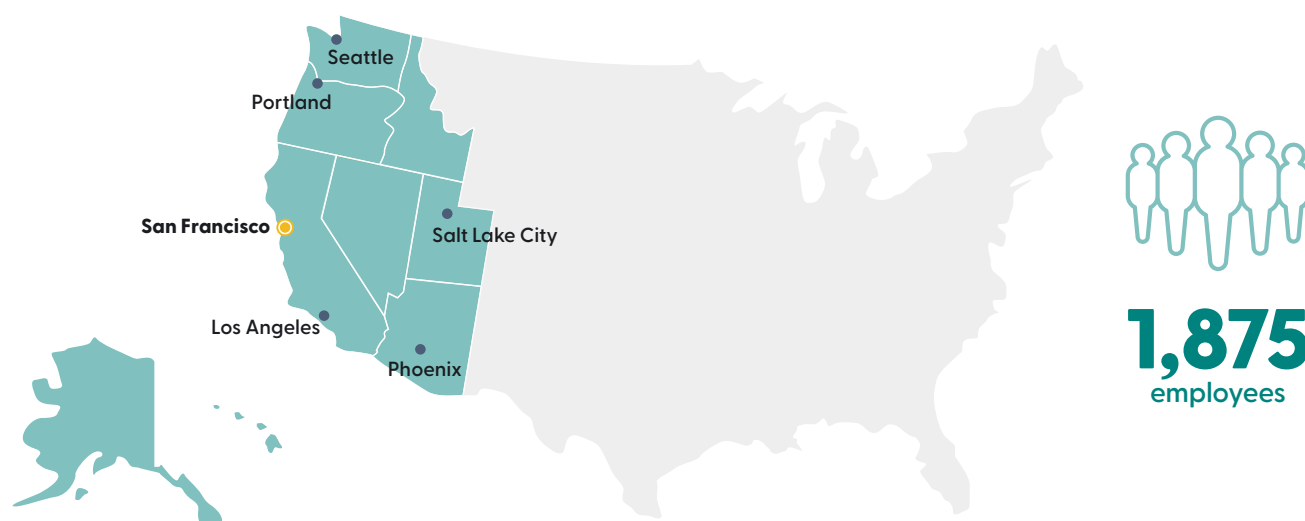 Seattle
Portland
San Francisco
Salt Lake City
Los Angeles
Phoenix
1,875
employees